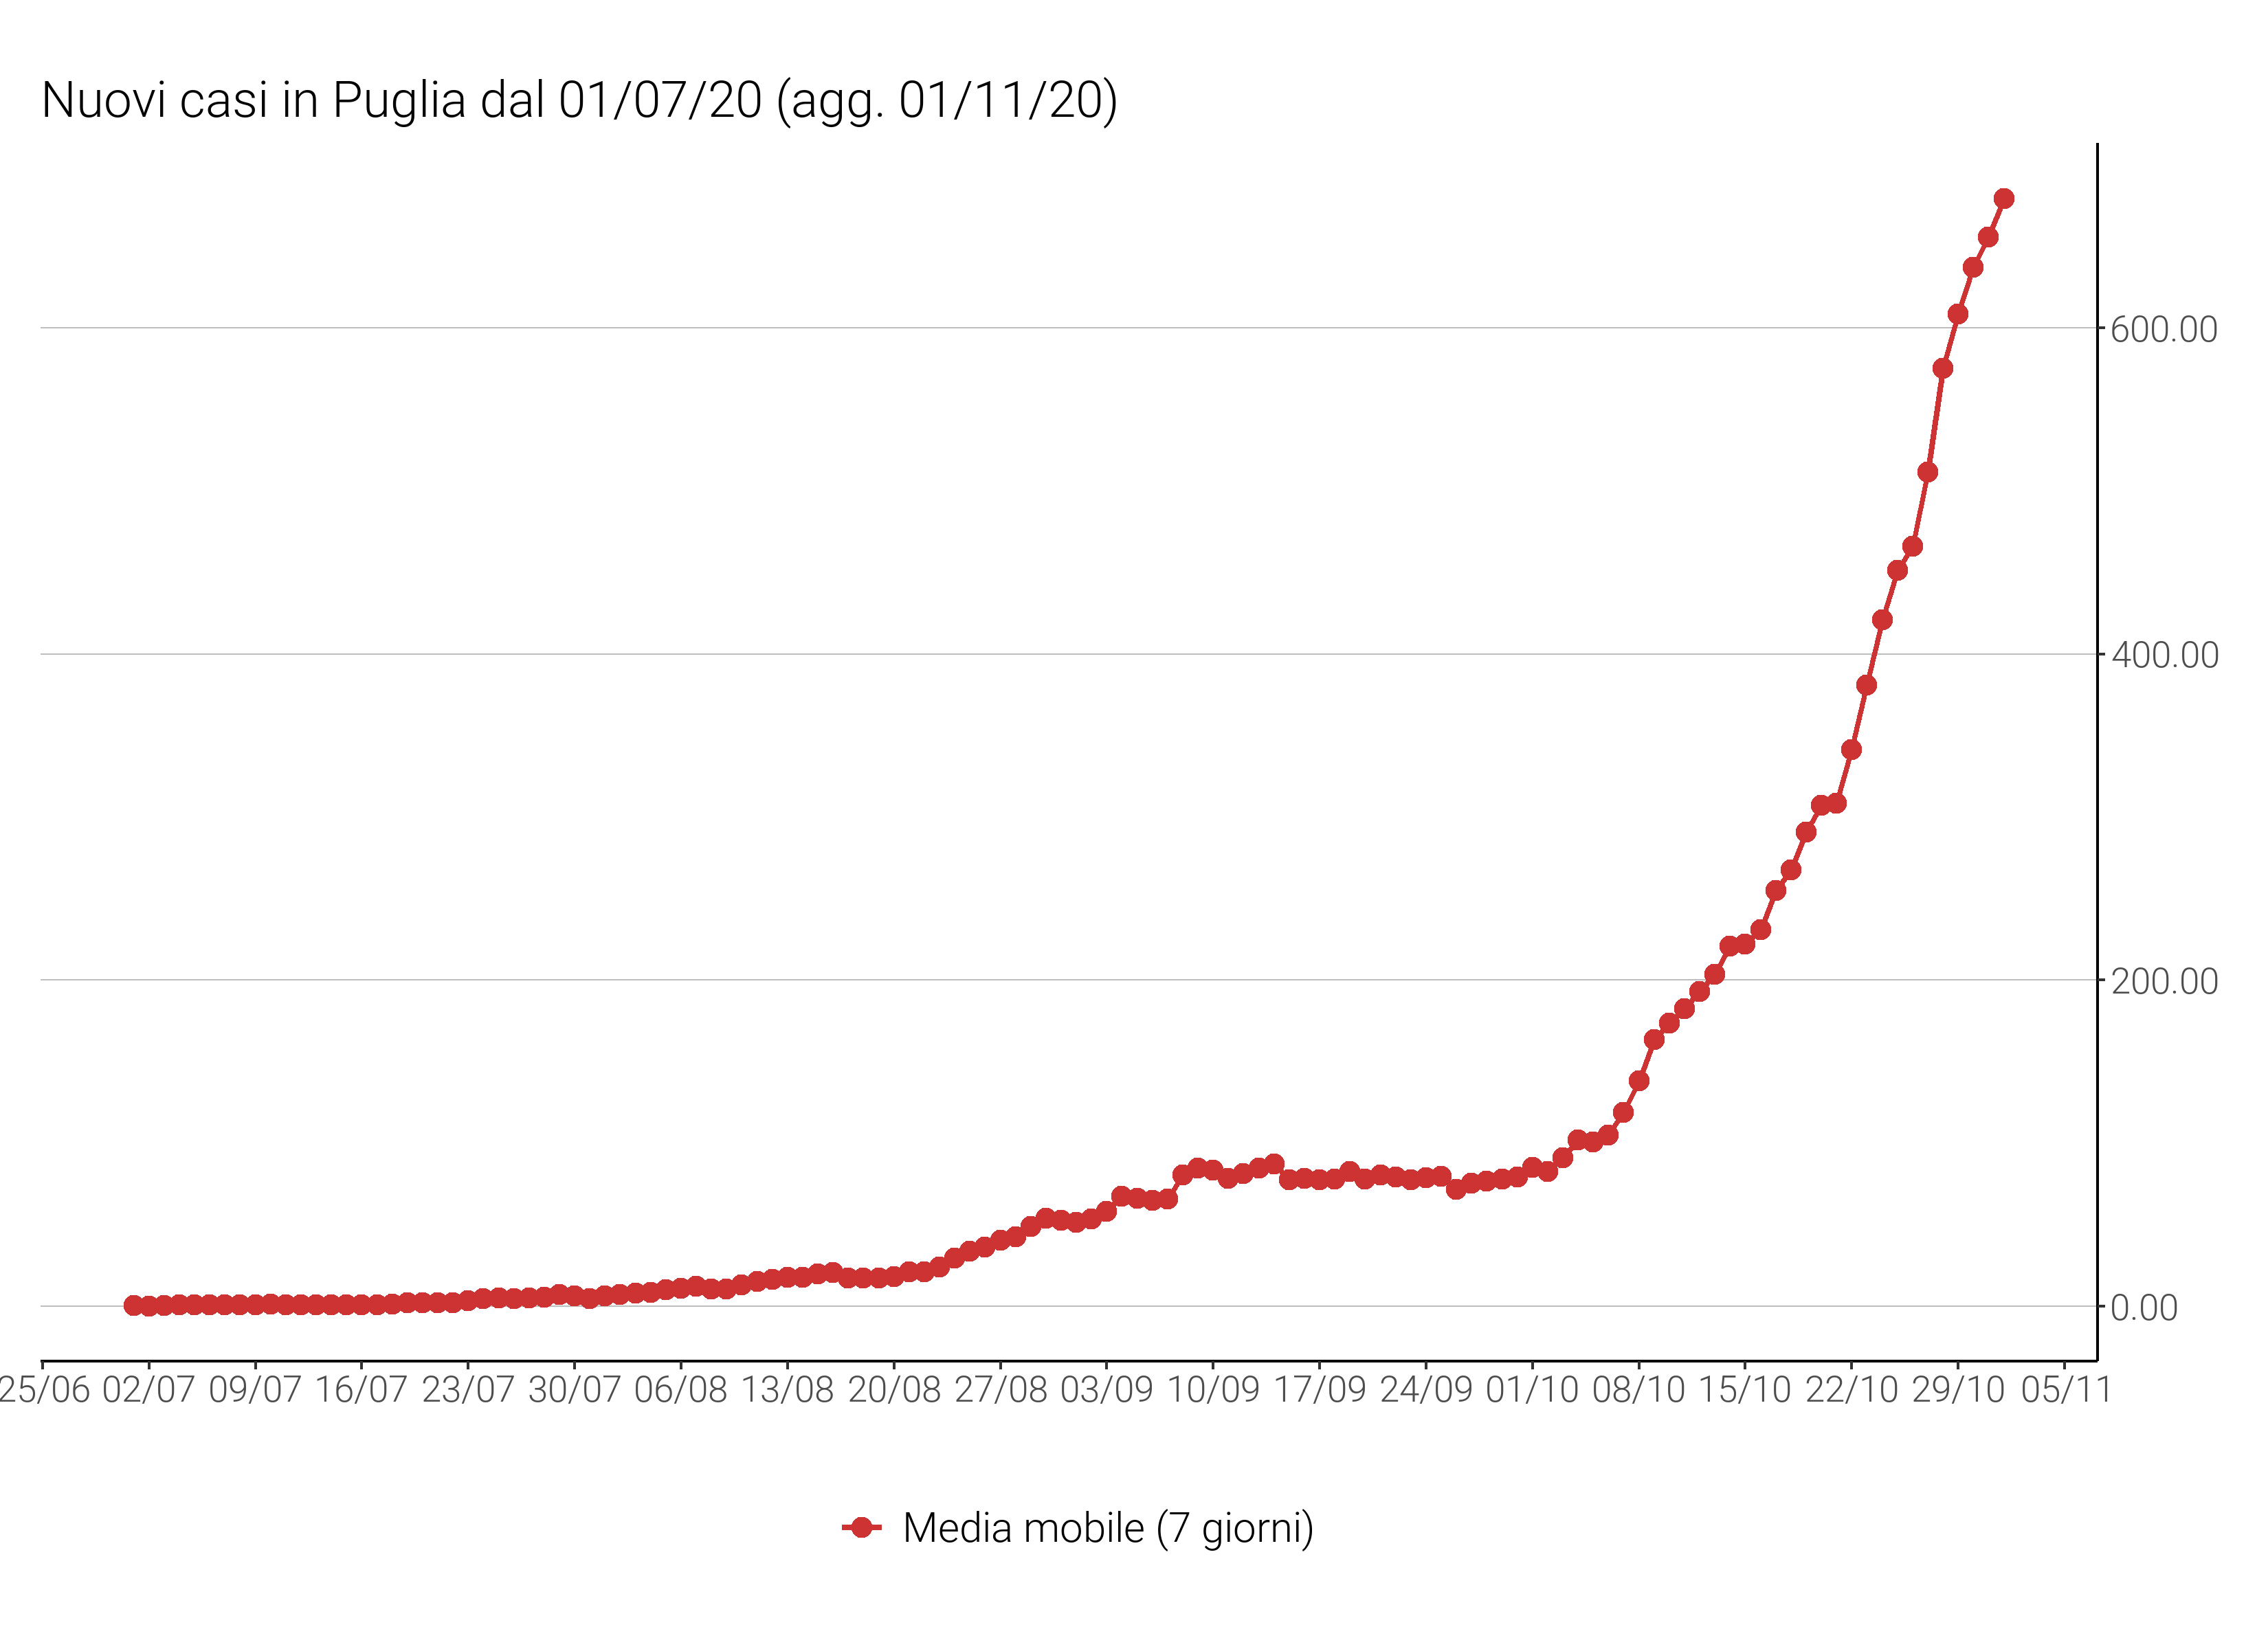 Nuovi casi in Puglia dal 01/07/20 (agg. 01/11/20)
600.00
400.00
200.00
0.00
25/06 02/07 09/07 16/07 23/07 30/07 06/08 13/08 20/08 27/08 03/09 10/09 17/09 24/09 01/10 08/10 15/10 22/10 29/10 05/11
Media mobile (7 giorni)